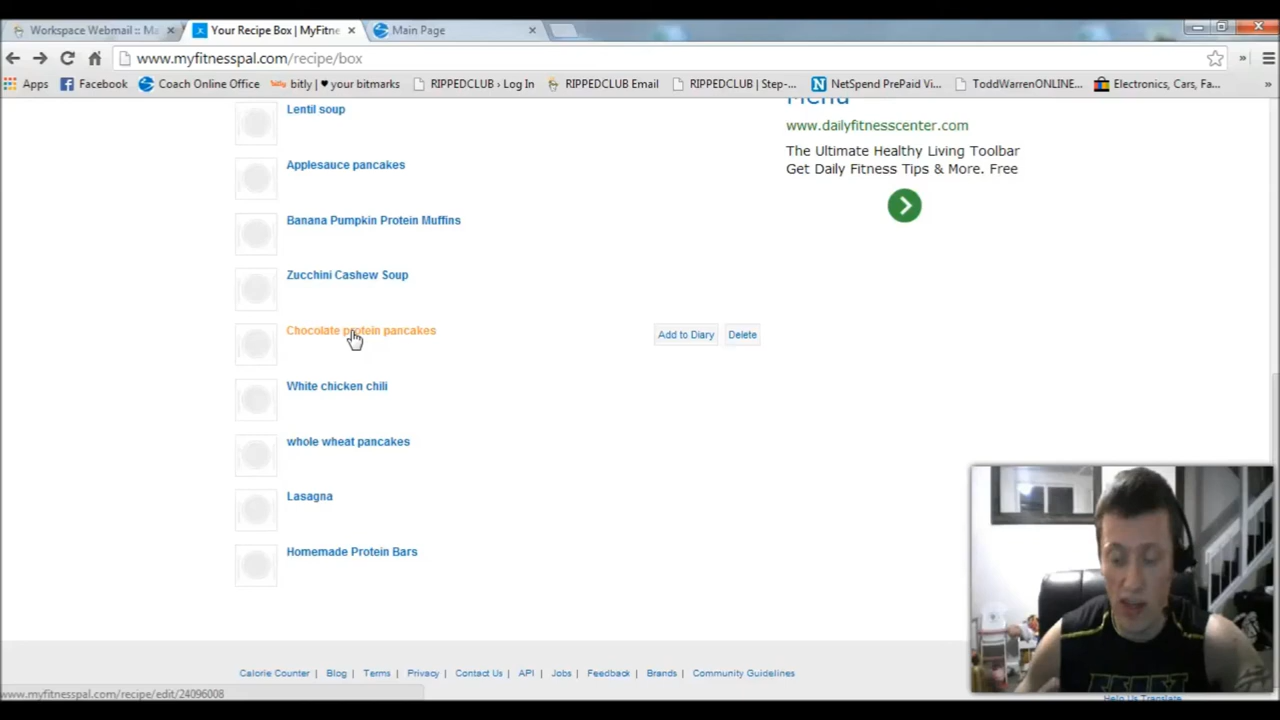 Workspace Webmail :: Ma
Your Recipe Box | MyFitne
Main Page
www.myfitnesspal.com/recipe/box
Apps
Facebook
Coach Online Office
bitly | ♥ your bitmarks
RIPPEDCLUB › Log In
RIPPEDCLUB Email
RIPPEDCLUB | Step-...
NetSpend PrePaid Vi...
ToddWarrenONLINE...
Electronics, Cars, Fa...
Lentil soup
Applesauce pancakes
Banana Pumpkin Protein Muffins
Zucchini Cashew Soup
Chocolate protein pancakes
Add to Diary
Delete
White chicken chili
whole wheat pancakes
Lasagna
Homemade Protein Bars
Menu
www.dailyfitnesscenter.com
The Ultimate Healthy Living Toolbar
Get Daily Fitness Tips & More. Free
Calorie Counter | Blog | Terms | Privacy | Contact Us | API | Jobs | Feedback | Brands | Community Guidelines
www.myfitnesspal.com/recipe/edit/24096008
Help Us Translate